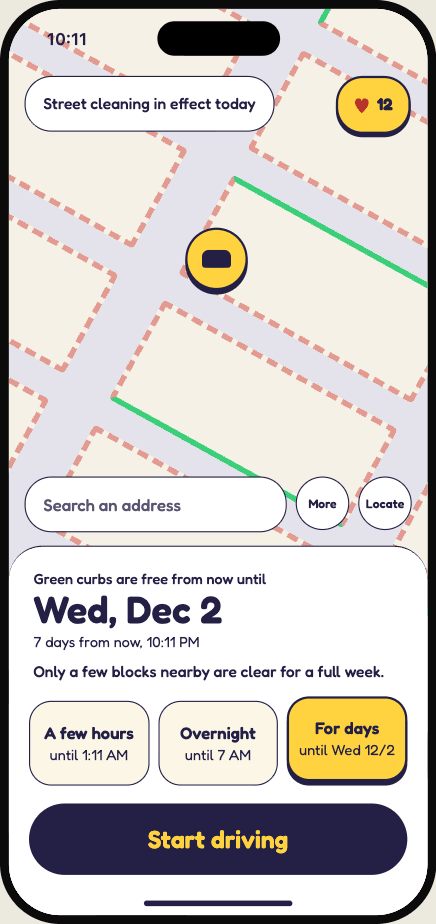 10:11
Street cleaning in effect today
12
Search an address
More
Locate
Green curbs are free from now until
Wed, Dec 2
7 days from now, 10:11 PM
Only a few blocks nearby are clear for a full week.
A few hours
until 1:11 AM
Overnight
until 7 AM
For days
until Wed 12/2
Start driving